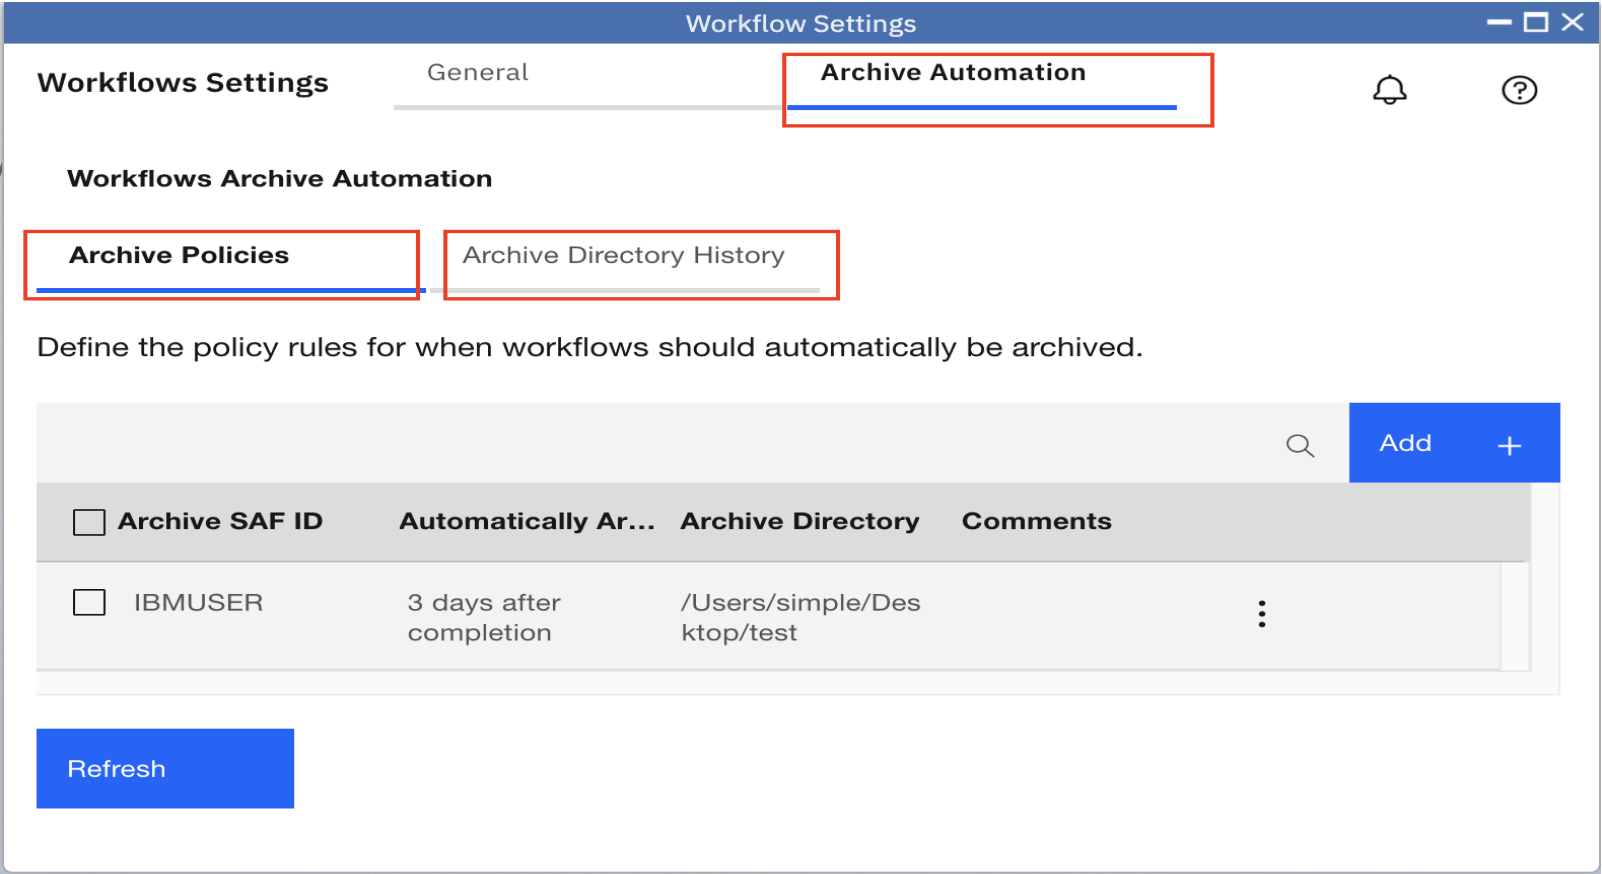 Workflow Settings
Workflows Settings
General
Archive Automation
Workflows Archive Automation
Archive Policies
Archive Directory History
Define the policy rules for when workflows should automatically be archived.
Add +
Archive SAF ID
Automatically Ar...
Archive Directory
Comments
IBMUSER
3 days after
completion
/Users/simple/Des
ktop/test
Refresh